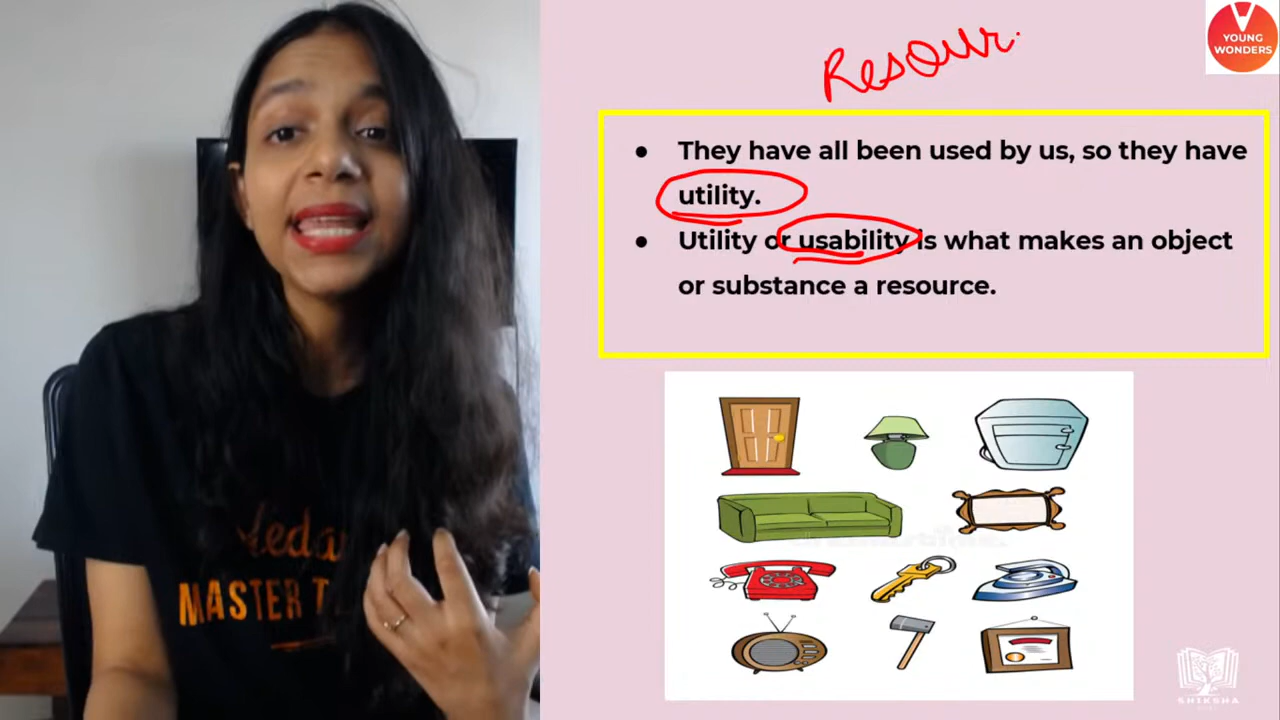 Resour
YOUNG
WONDERS
● They have all been used by us, so they have
utility.
● Utility or usability is what makes an object
or substance a resource.
MASTER T
SHIKSHA